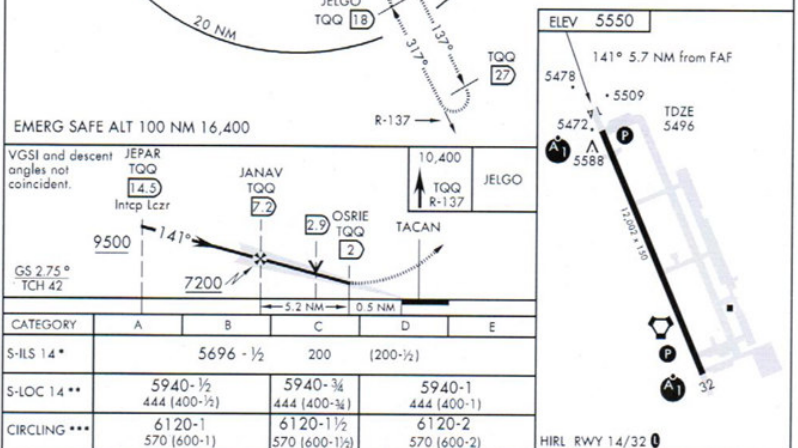 JELGO
TQQ 18
20 NM
317°
137°
TQQ
27
R-137
EMERG SAFE ALT 100 NM 16,400
VGSI and descent
angles not
coincident.
JEPAR
TQQ
14.5
Intcp Lczr
JANAV
TQQ
7.2
2.9
OSRIE
TQQ
2
TACAN
10,400
TQQ
R-137
JELGO
9500
141°
7200
GS 2.75°
TCH 42
5.2 NM
0.5 NM
CATEGORY A B C D E
S-ILS 14 * 5696 - ½ 200 (200-½)
S-LOC 14 ** 5940-½ 5940-¾ 5940-1
444 (400-½) 444 (400-¾) 444 (400-1)
CIRCLING *** 6120-1 6120-1½ 6120-2
570 (600-1) 570 (600-1½) 570 (600-2)
ELEV 5550
141° 5.7 NM from FAF
5478
5509
TDZE
5496
5472
P
A1
5588
12,002 x 150
P
A1
32
HIRL RWY 14/32 L